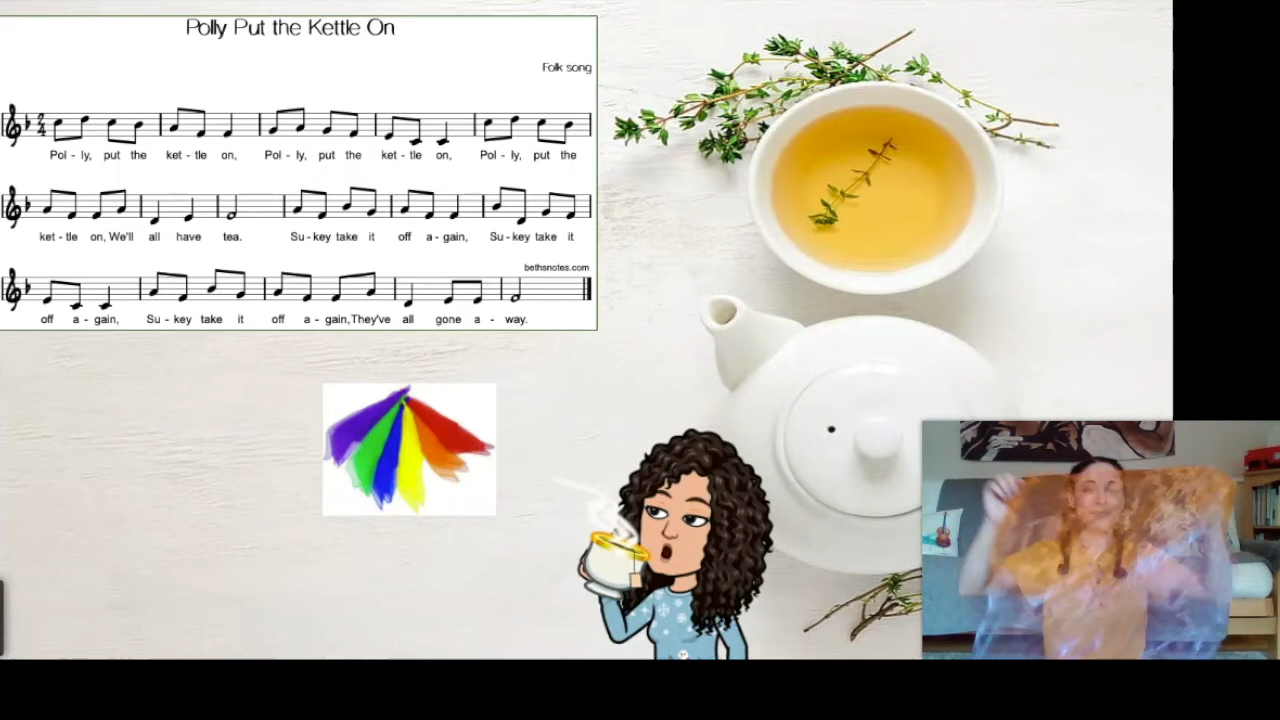 Polly Put the Kettle On
Folk song
2
4
Pol - ly, put the ket - tle on, Pol - ly, put the ket - tle on, Pol - ly, put the
ket - tle on, We'll all have tea. Su - key take it off a - gain, Su - key take it
bethsnotes.com
off a - gain, Su - key take it off a - gain, They've all gone a - way.